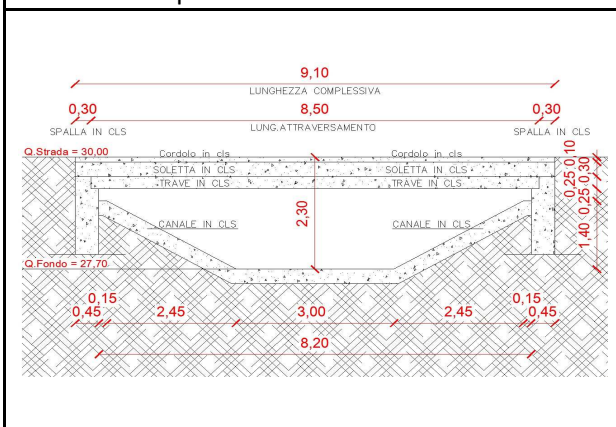 9,10
LUNGHEZZA COMPLESSIVA
0,30 8,50 0,30
SPALLA IN CLS LUNG.ATTRAVERSAMENTO SPALLA IN CLS
Q.Strada = 30,00 Cordolo in cls Cordolo in cls
SOLETTA IN CLS SOLETTA IN CLS
TRAVE IN CLS TRAVE IN CLS
0,10
0,30
0,25
0,25
1,40
2,30
CANALE IN CLS CANALE IN CLS
Q.Fondo = 27,70
0,15 0,15
0,45 2,45 3,00 2,45 0,45
8,20